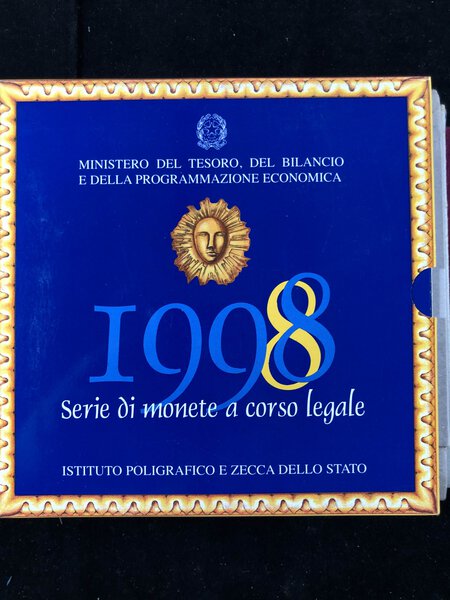 MINISTERO DEL TESORO, DEL BILANCIO
E DELLA PROGRAMMAZIONE ECONOMICA
1998
Serie di monete a corso legale
ISTITUTO POLIGRAFICO E ZECCA DELLO STATO